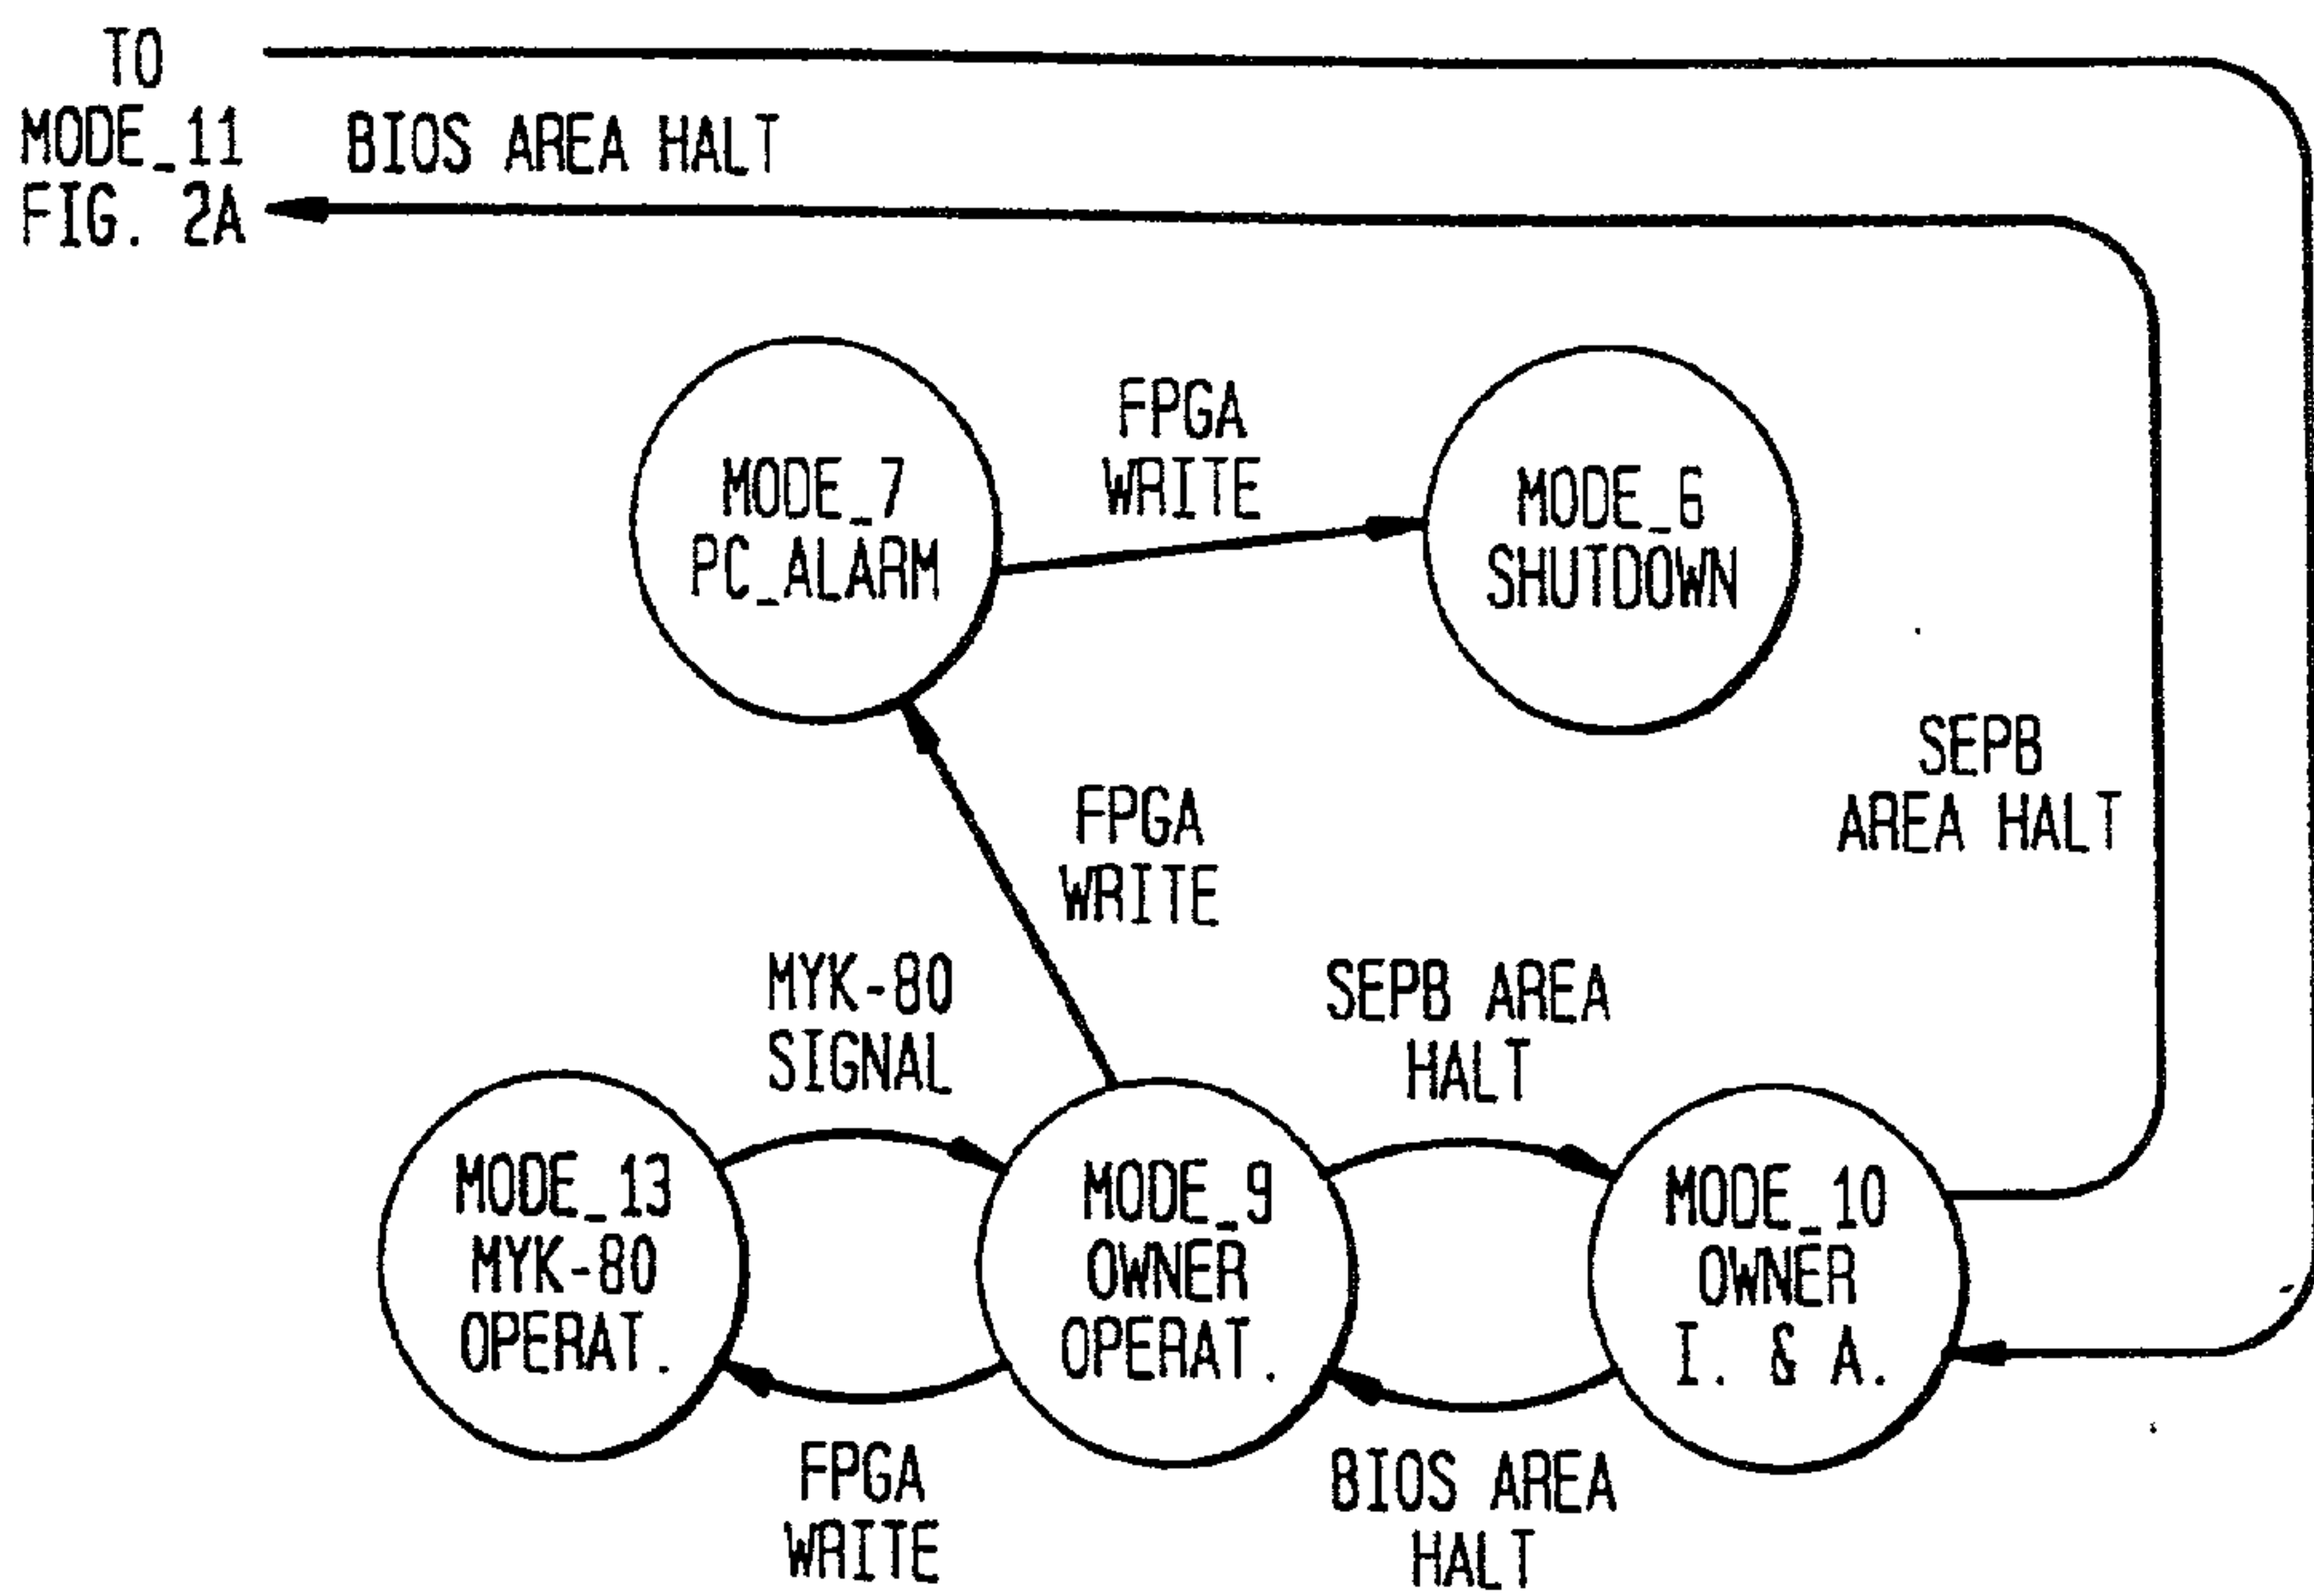 TO
MODE_11
FIG. 2A
BIOS AREA HALT
MODE_7
PC_ALARM
FPGA
WRITE
MODE_6
SHUTDOWN
SEPB
AREA HALT
FPGA
WRITE
MYK-80
SIGNAL
SEPB AREA
HALT
MODE_13
MYK-80
OPERAT.
MODE_9
OWNER
OPERAT.
MODE_10
OWNER
I. & A.
FPGA
WRITE
BIOS AREA
HALT